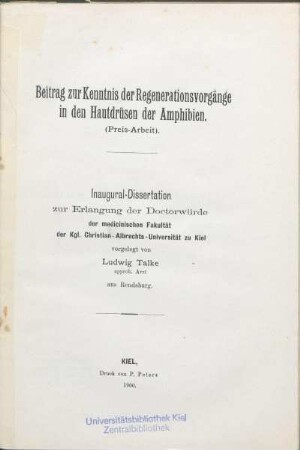 Beitrag zur Kenntnis der Regenerationsvorgänge
in den Hautdrüsen der Amphibien.
(Preis-Arbeit).
Inaugural-Dissertation
zur Erlangung der Doctorwürde
der medicinischen Fakultät
der Kgl. Christian-Albrechts-Universität zu Kiel
vorgelegt von
Ludwig Talke
approb. Arzt
aus Rendsburg.
KIEL,
Druck von P. Peters
1900.
Universitätsbibliothek Kiel
Zentralbibliothek